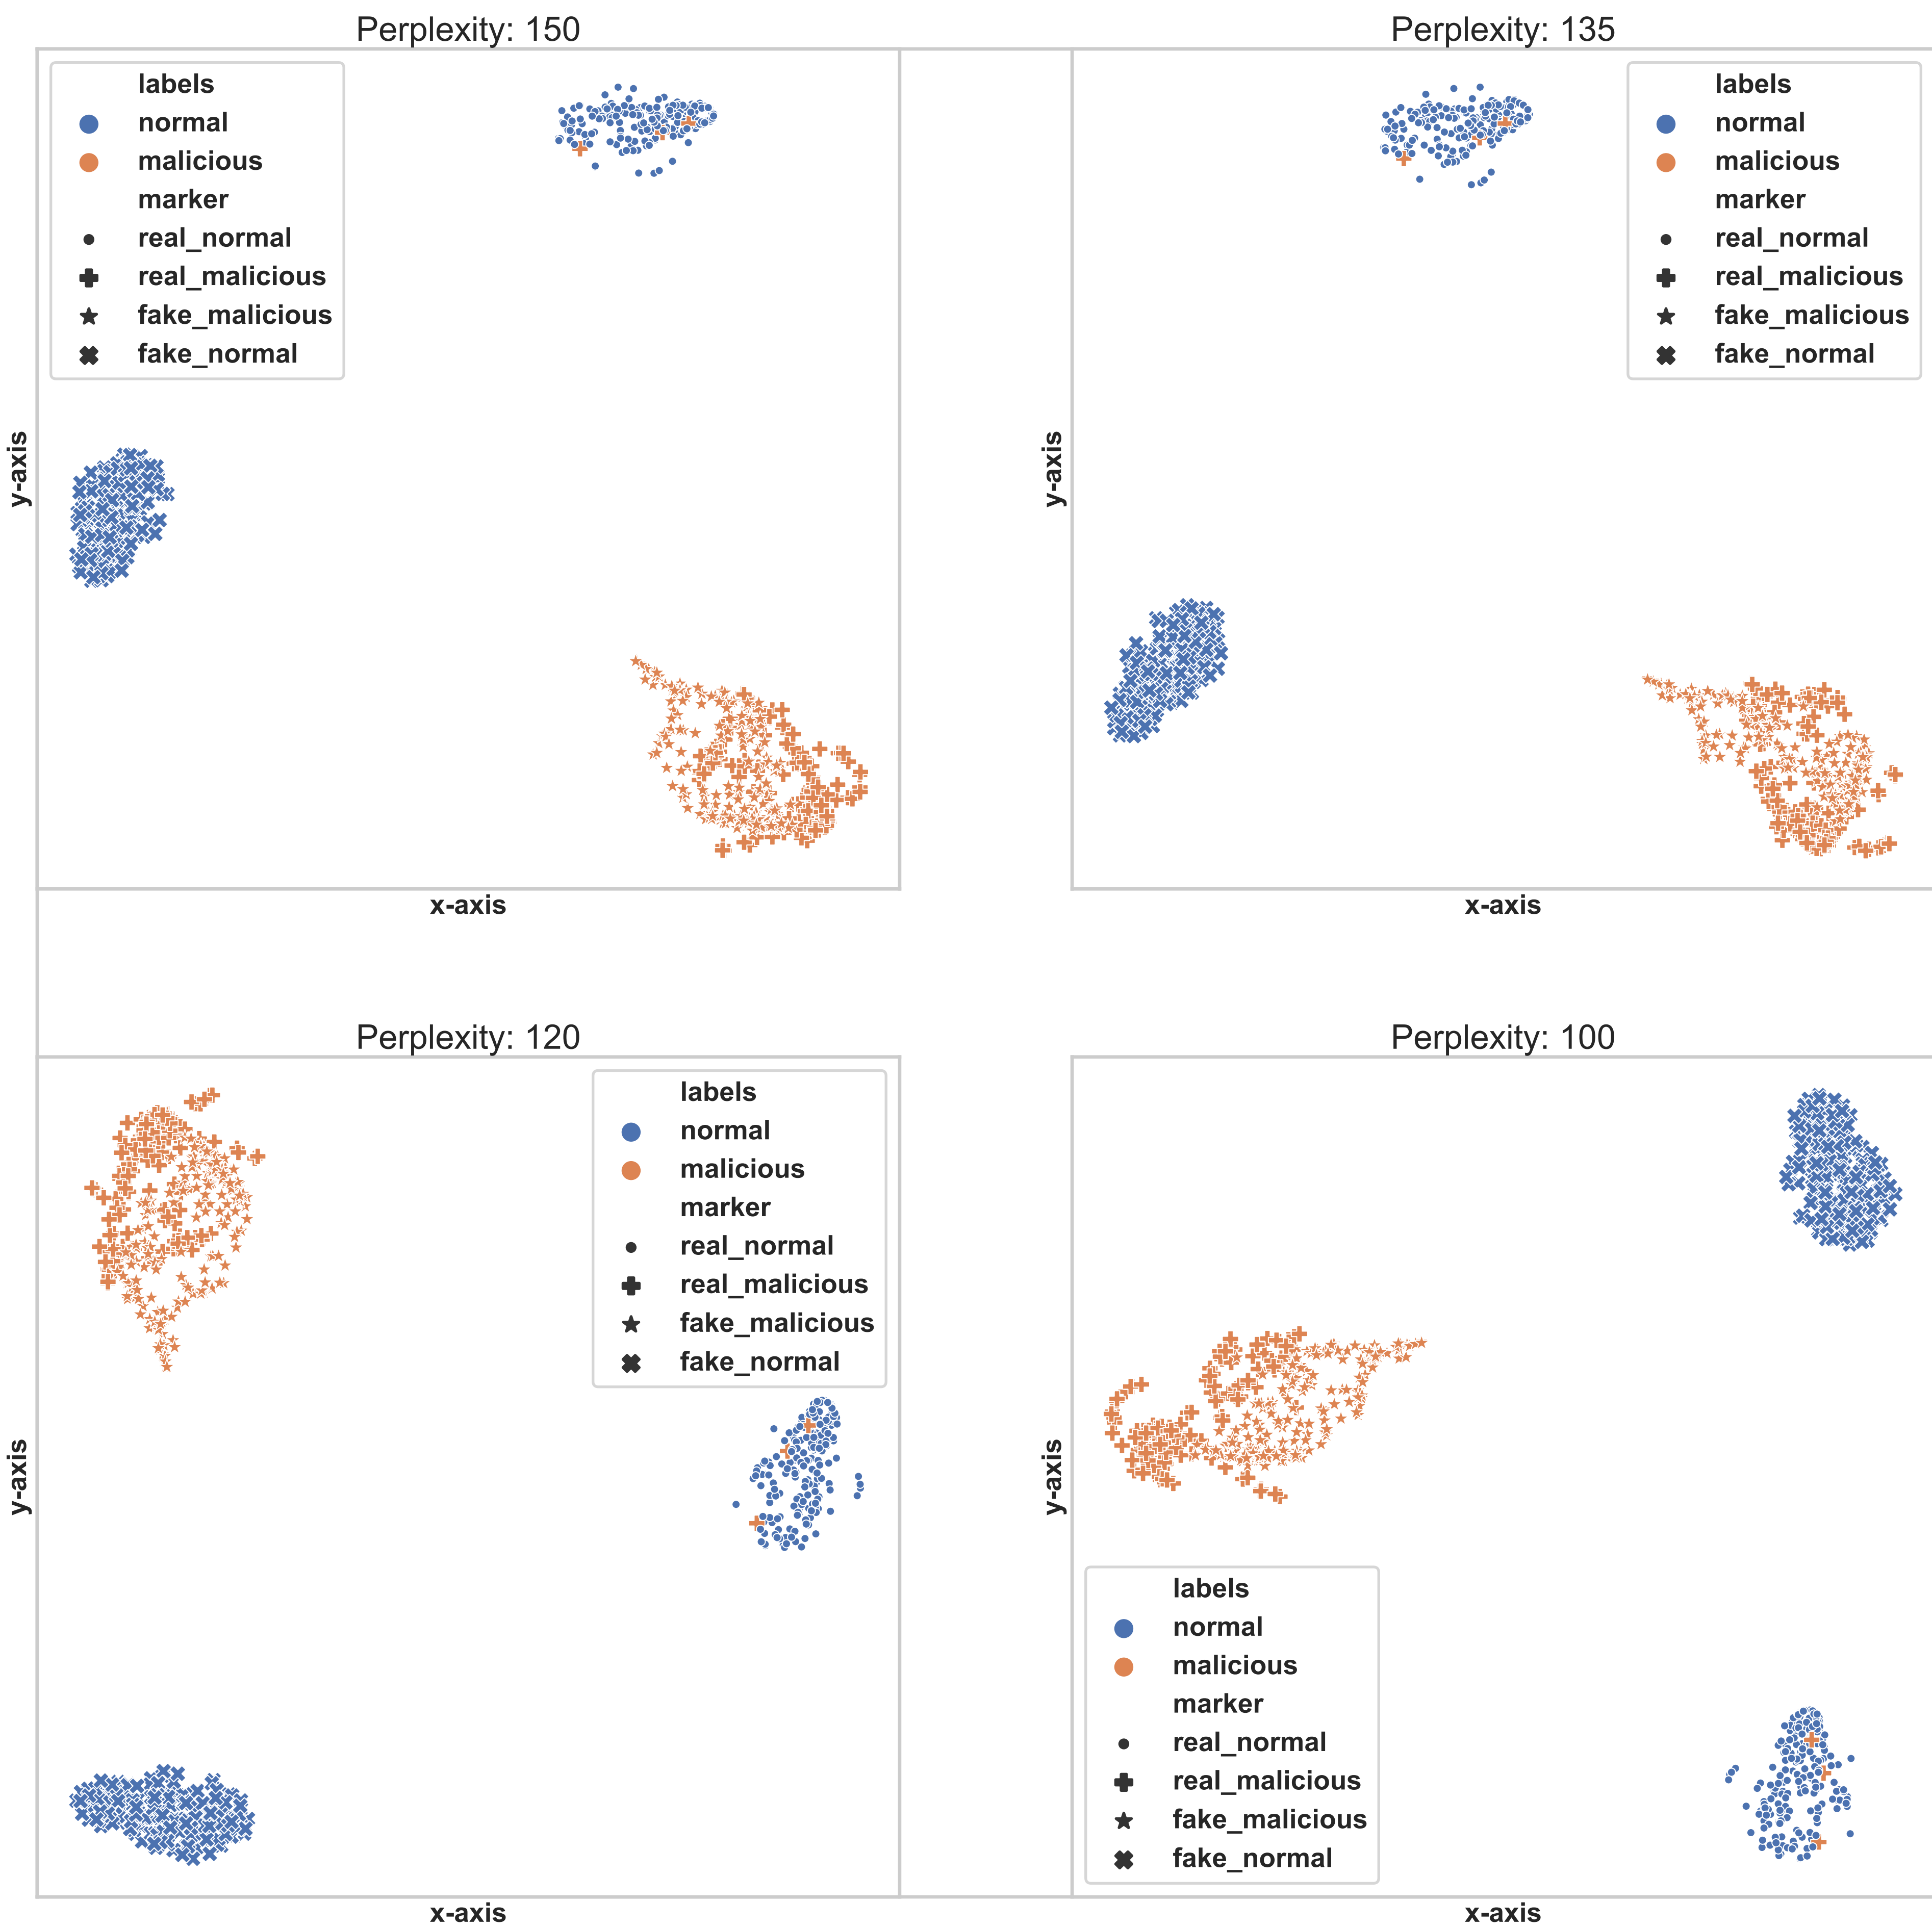 Perplexity: 150
labels
normal
malicious
marker
real_normal
real_malicious
fake_malicious
fake_normal
y-axis
x-axis
Perplexity: 135
labels
normal
malicious
marker
real_normal
real_malicious
fake_malicious
fake_normal
y-axis
x-axis
Perplexity: 120
labels
normal
malicious
marker
real_normal
real_malicious
fake_malicious
fake_normal
y-axis
x-axis
Perplexity: 100
labels
normal
malicious
marker
real_normal
real_malicious
fake_malicious
fake_normal
y-axis
x-axis